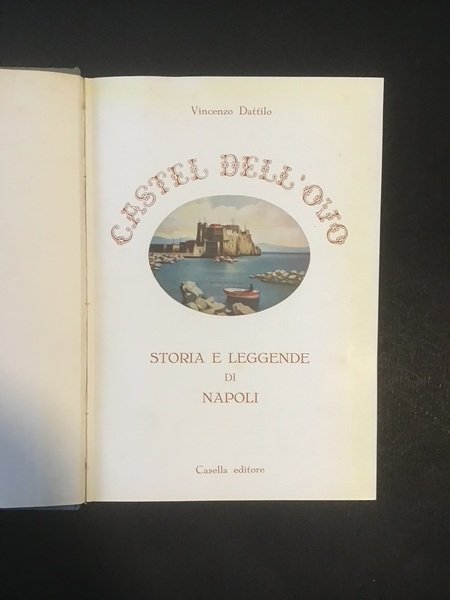 Vincenzo Dattilo
CASTEL DELL'OVO
STORIA E LEGGENDE
DI
NAPOLI
Casella editore